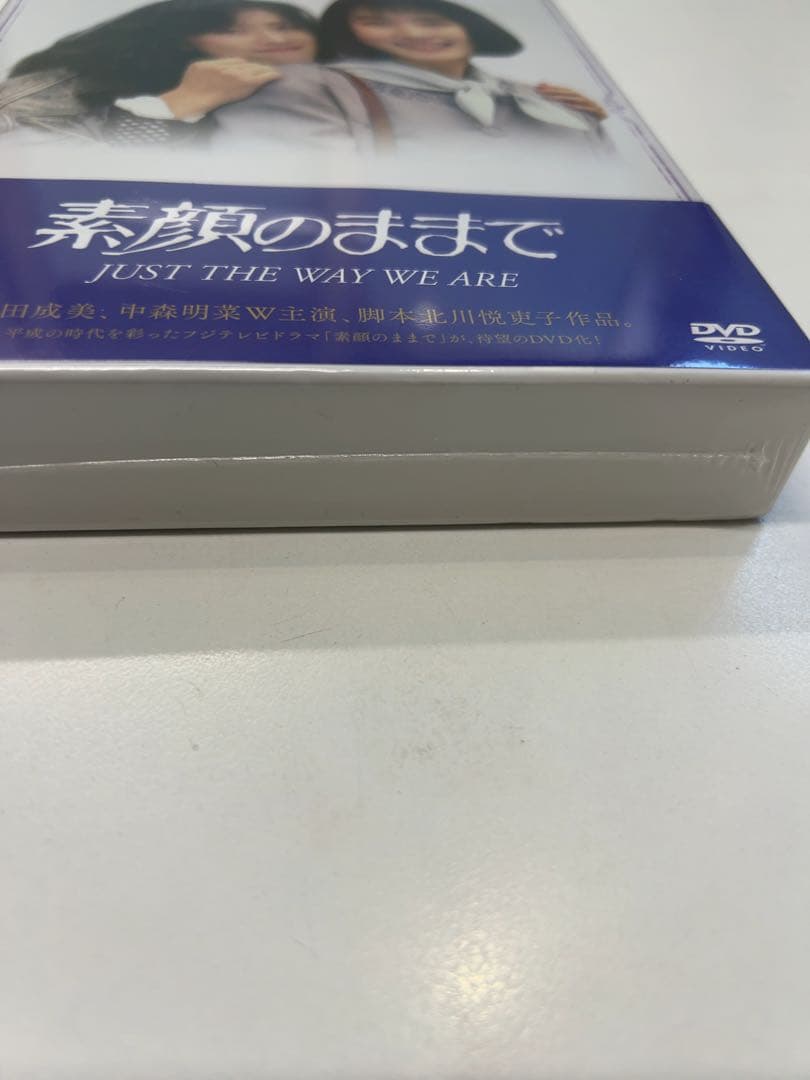 素顔のままで
JUST THE WAY WE ARE
田成美、中森明菜W主演、脚本北川悦吏子作品。
平成の時代を彩ったフジテレビドラマ「素顔のままで」が、待望のDVD化!
DVD
VIDEO